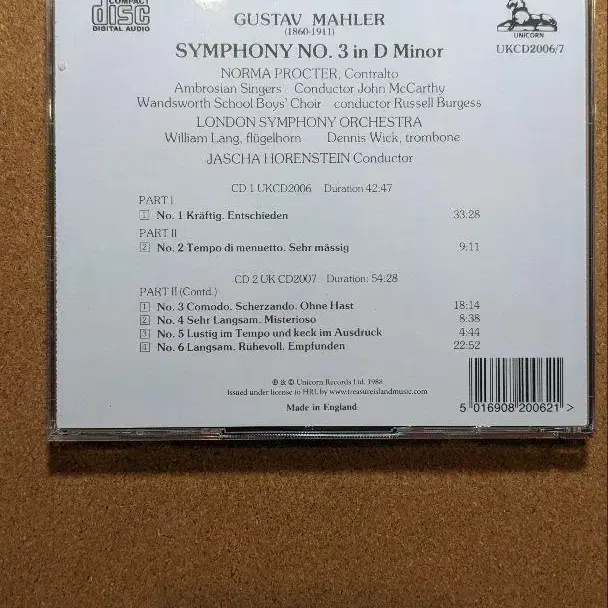 COMPACT
disc
DIGITAL AUDIO
UNICORN
UKCD2006/7
GUSTAV MAHLER
(1860-1911)
SYMPHONY NO. 3 in D Minor
NORMA PROCTER, Contralto
Ambrosian Singers Conductor John McCarthy
Wandsworth School Boys' Choir conductor Russell Burgess
LONDON SYMPHONY ORCHESTRA
William Lang, flügelhorn Dennis Wick, trombone
JASCHA HORENSTEIN Conductor
CD 1 UKCD2006 Duration 42:47
PART I
1 No. 1 Kräftig. Entschieden 33:28
PART II
2 No. 2 Tempo di menuetto. Sehr mässig 9:11
CD 2 UK CD2007 Duration: 54:28
PART II (Contd.)
1 No. 3 Comodo. Scherzando. Ohne Hast 18:14
2 No. 4 Sehr Langsam. Misterioso 8:38
3 No. 5 Lustig im Tempo und keck im Ausdruck 4:44
4 No. 6 Langsam. Ruhevoll. Empfunden 22:52
℗ & © Unicorn Records Ltd. 1988
Issued under license to HRI. by www.treasureislandmusic.com
Made in England
5 016908 200621 >